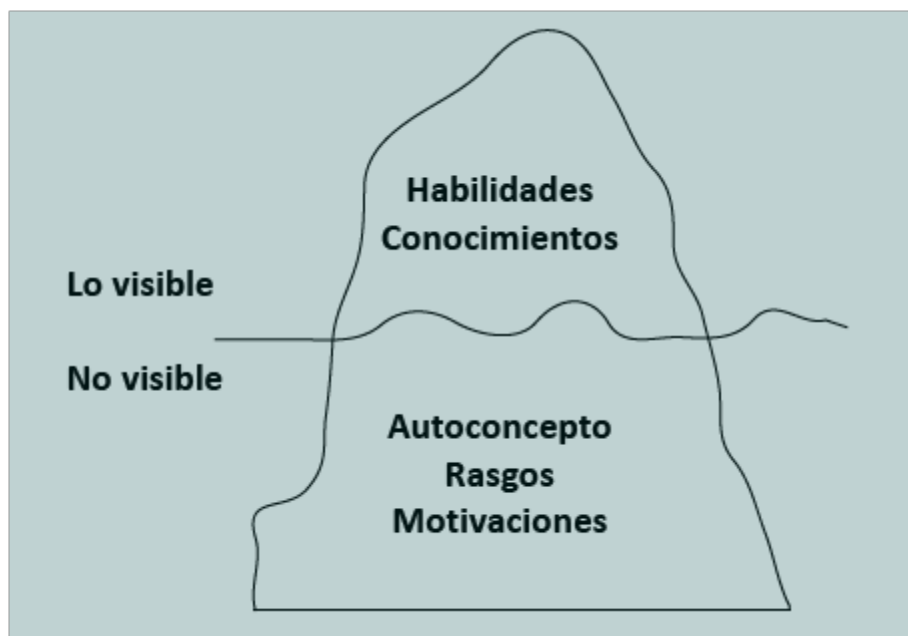 Habilidades
Conocimientos
Lo visible
No visible
Autoconcepto
Rasgos
Motivaciones